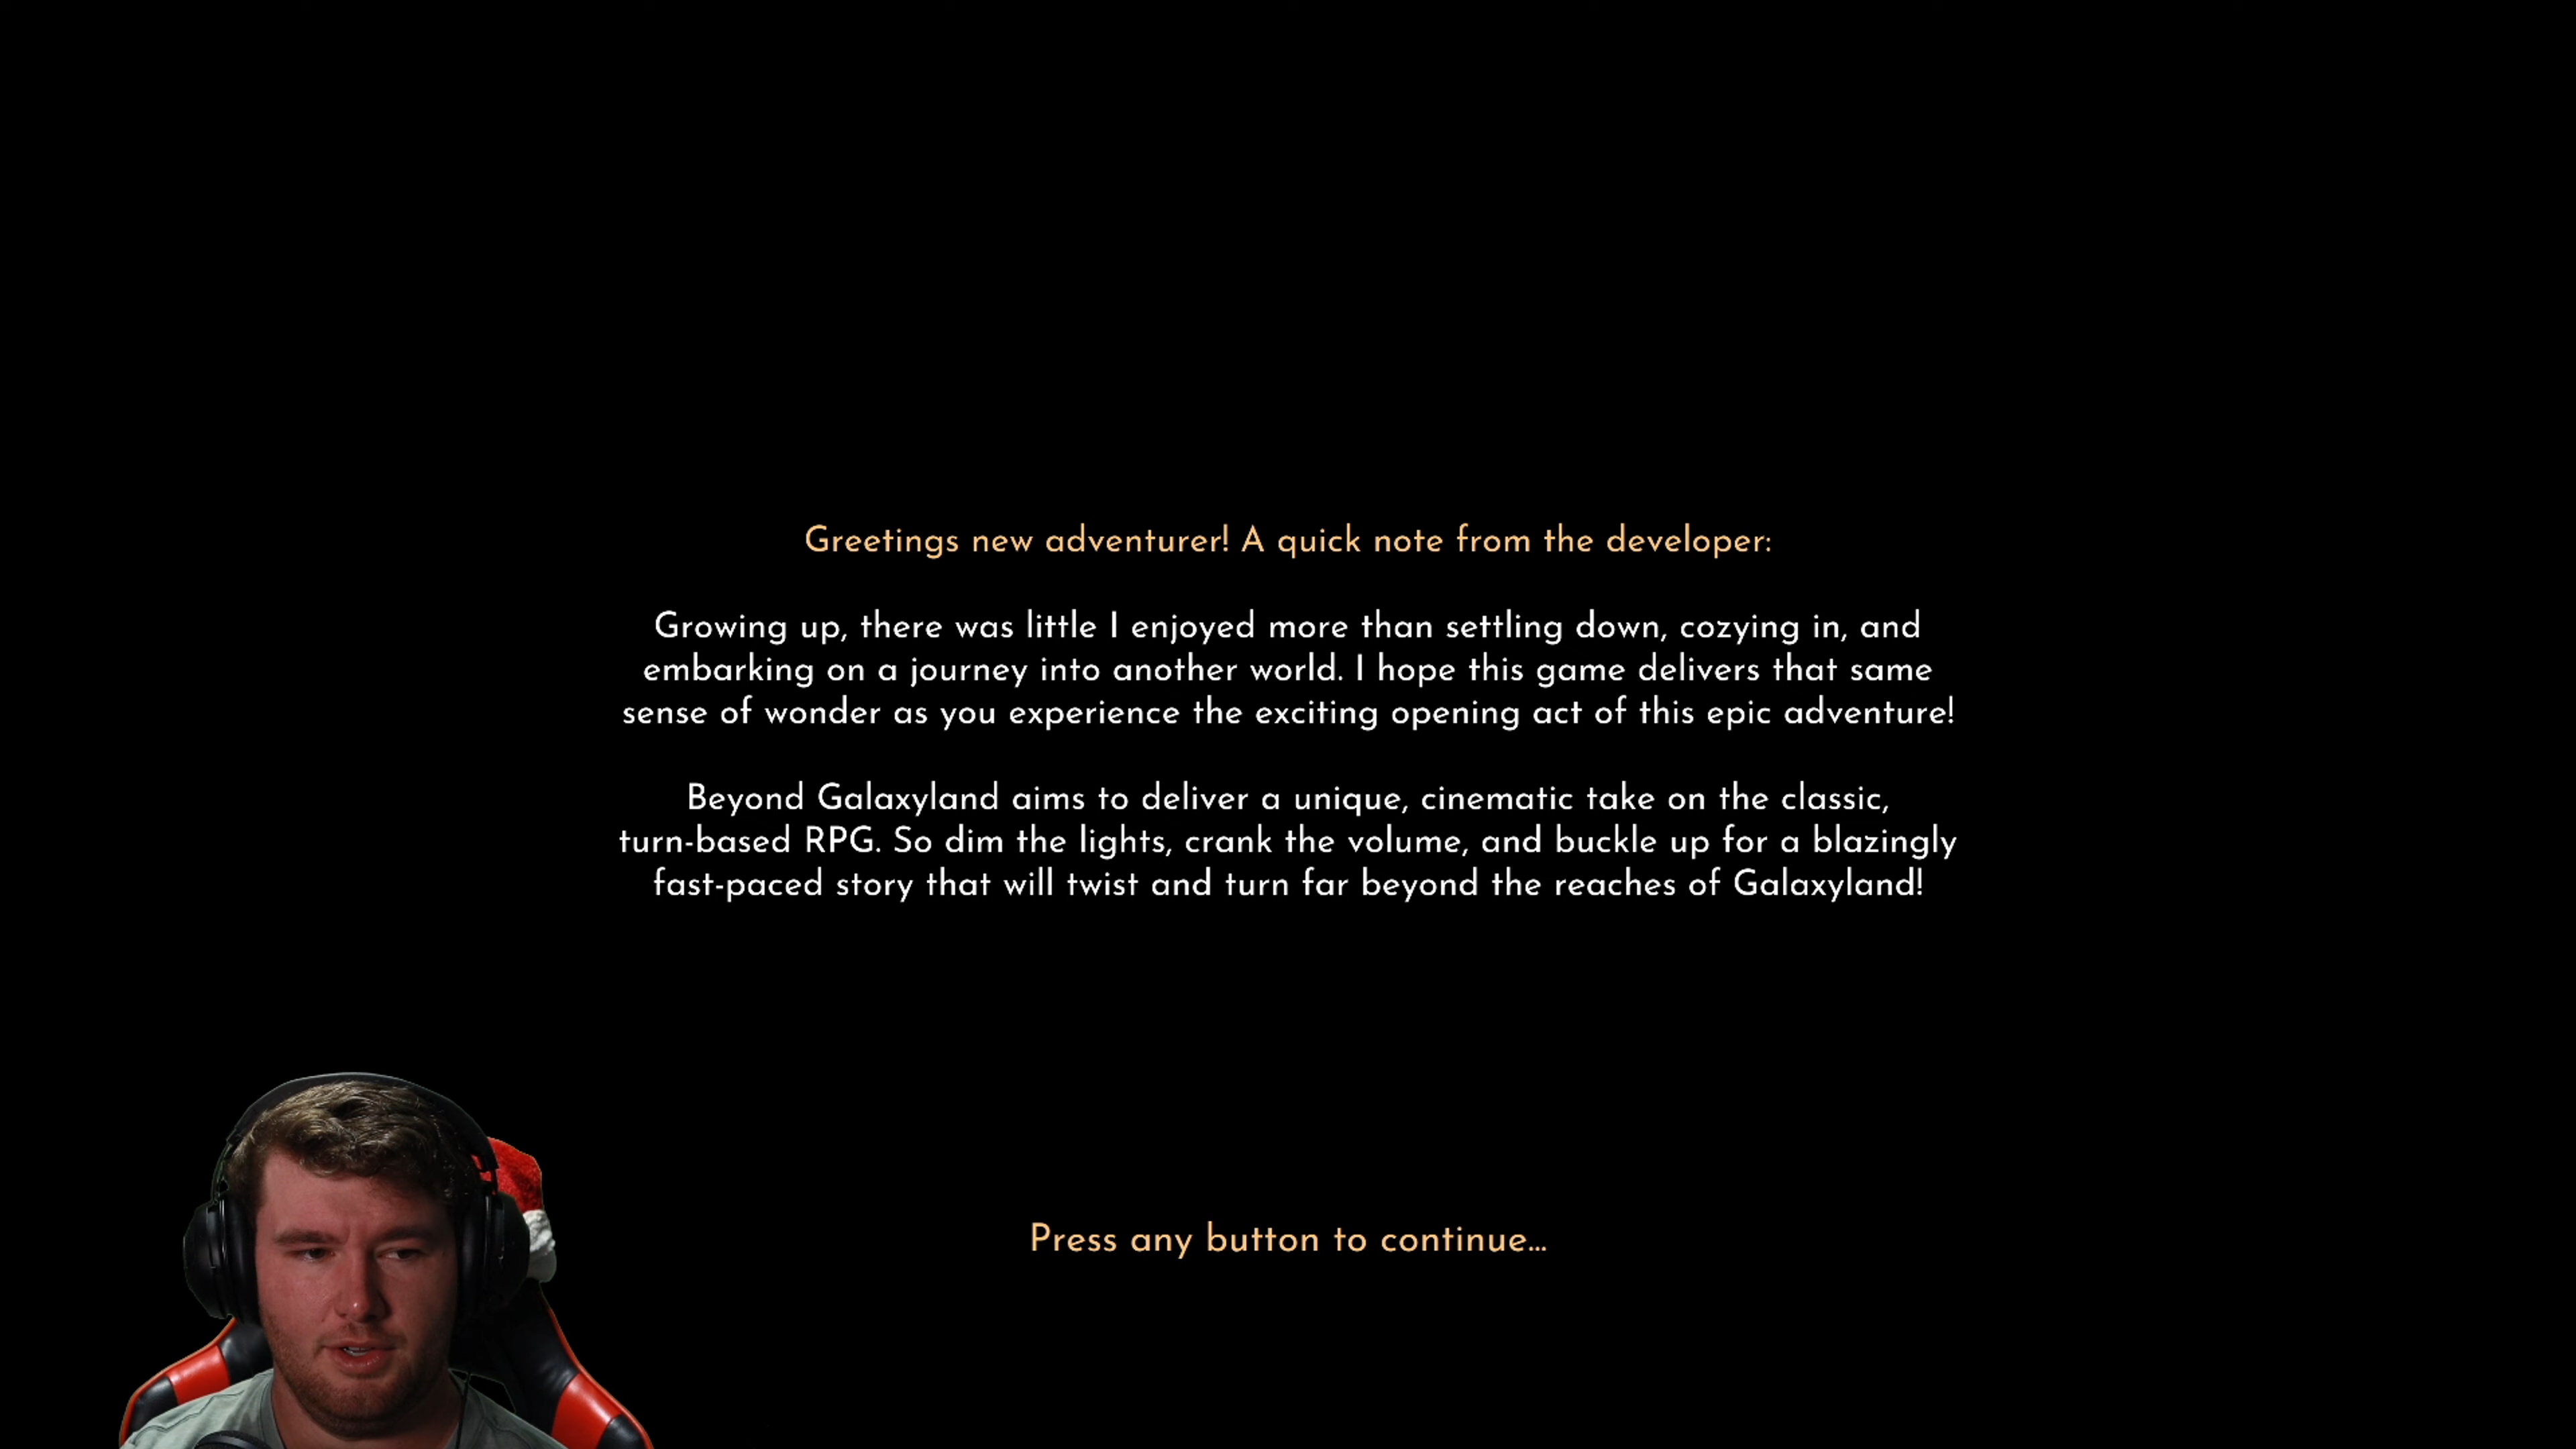 Greetings new adventurer! A quick note from the developer:
Growing up, there was little I enjoyed more than settling down, cozying in, and
embarking on a journey into another world. I hope this game delivers that same
sense of wonder as you experience the exciting opening act of this epic adventure!
Beyond Galaxyland aims to deliver a unique, cinematic take on the classic,
turn-based RPG. So dim the lights, crank the volume, and buckle up for a blazingly
fast-paced story that will twist and turn far beyond the reaches of Galaxyland!
Press any button to continue...